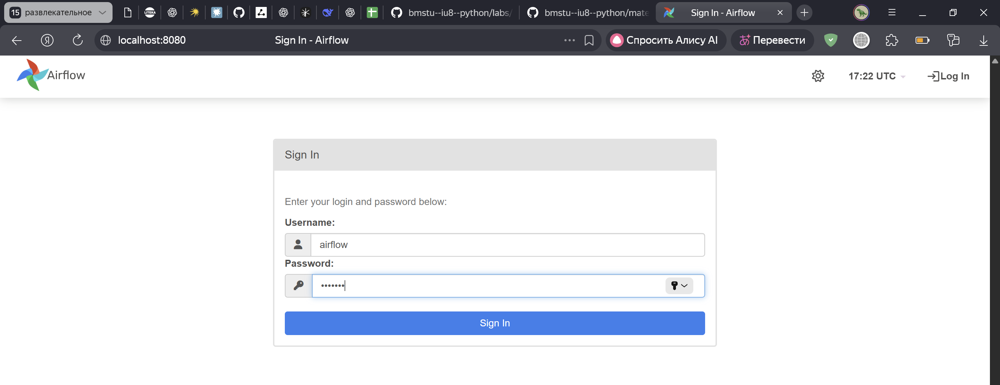 15 развлекательное
LITEKA
bmstu--iu8--python/labs/
bmstu--iu8--python/mate
Sign In - Airflow
Я
localhost:8080
Sign In - Airflow
Спросить Алису AI
Перевести
Airflow
17:22 UTC
Log In
Sign In
Enter your login and password below:
Username:
airflow
Password:
•••••••
Sign In